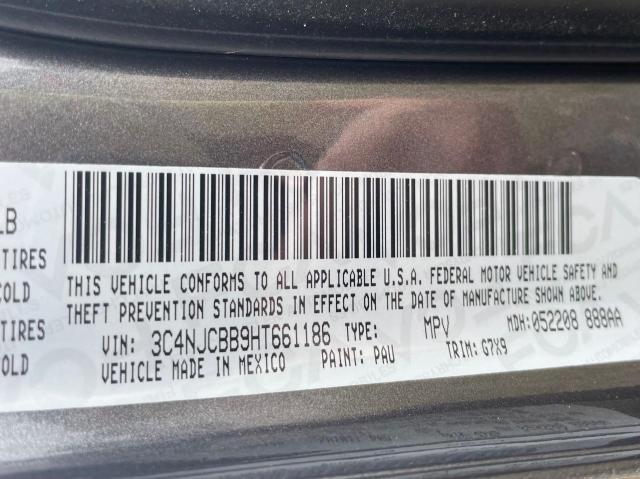 LB
TIRES
COLD
TIRES
COLD
THIS VEHICLE CONFORMS TO ALL APPLICABLE U.S.A. FEDERAL MOTOR VEHICLE SAFETY AND
THEFT PREVENTION STANDARDS IN EFFECT ON THE DATE OF MANUFACTURE SHOWN ABOVE.
VIN: 3C4NJCBB9HT661186 TYPE: MPV MDH:052208 888AA
VEHICLE MADE IN MEXICO PAINT: PAU TRIM: G7X9